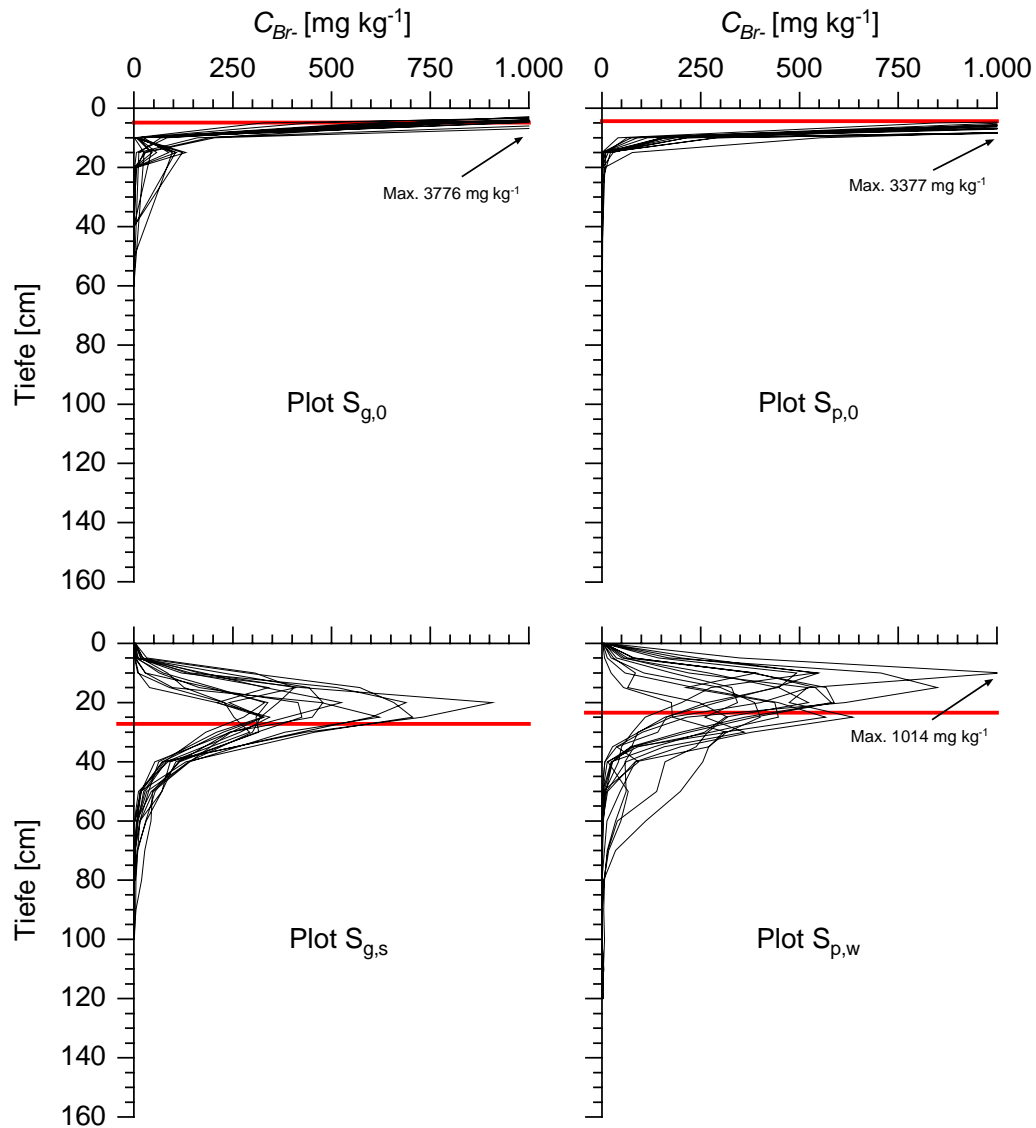 C_Br- [mg kg⁻¹] C_Br- [mg kg⁻¹]
0 250 500 750 1.000 0 250 500 750 1.000
0
20
Max. 3776 mg kg⁻¹ Max. 3377 mg kg⁻¹
40
60
80
Tiefe [cm]
100 Plot S_g,0 Plot S_p,0
120
140
160
0
20
Max. 1014 mg kg⁻¹
40
60
80
Tiefe [cm]
100 Plot S_g,s Plot S_p,w
120
140
160